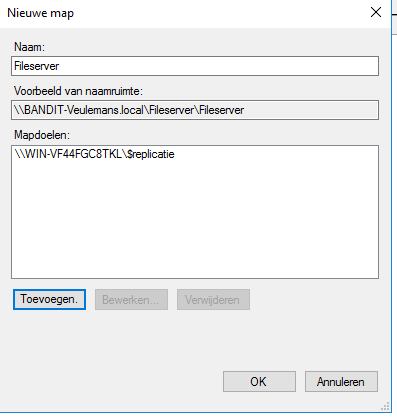 Nieuwe map
Naam:
Fileserver
Voorbeeld van naamruimte:
\\BANDIT-Veulemans.local\Fileserver\Fileserver
Mapdoelen:
\\WIN-VF44FGC8TKL\$replicatie
Toevoegen.
Bewerken...
Verwijderen
OK
Annuleren